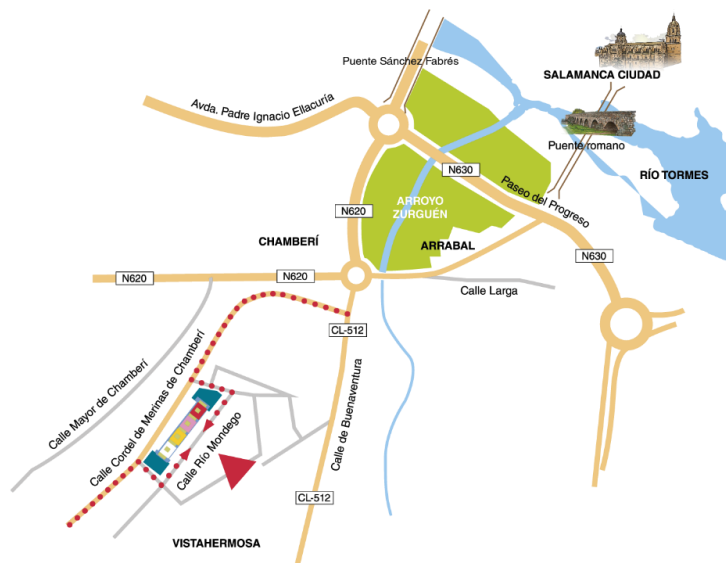 Puente Sánchez Fabrés
SALAMANCA CIUDAD
Avda. Padre Ignacio Ellacuría
Puente romano
N630
RÍO TORMES
Paseo del Progreso
ARROYO
ZURGUÉN
N620
CHAMBERÍ
ARRABAL
N630
N620
N620
Calle Larga
CL-512
Calle Mayor de Chamberí
Calle Cordel de Merinas de Chamberí
Calle Río Mondego
Calle de Buenaventura
CL-512
VISTAHERMOSA